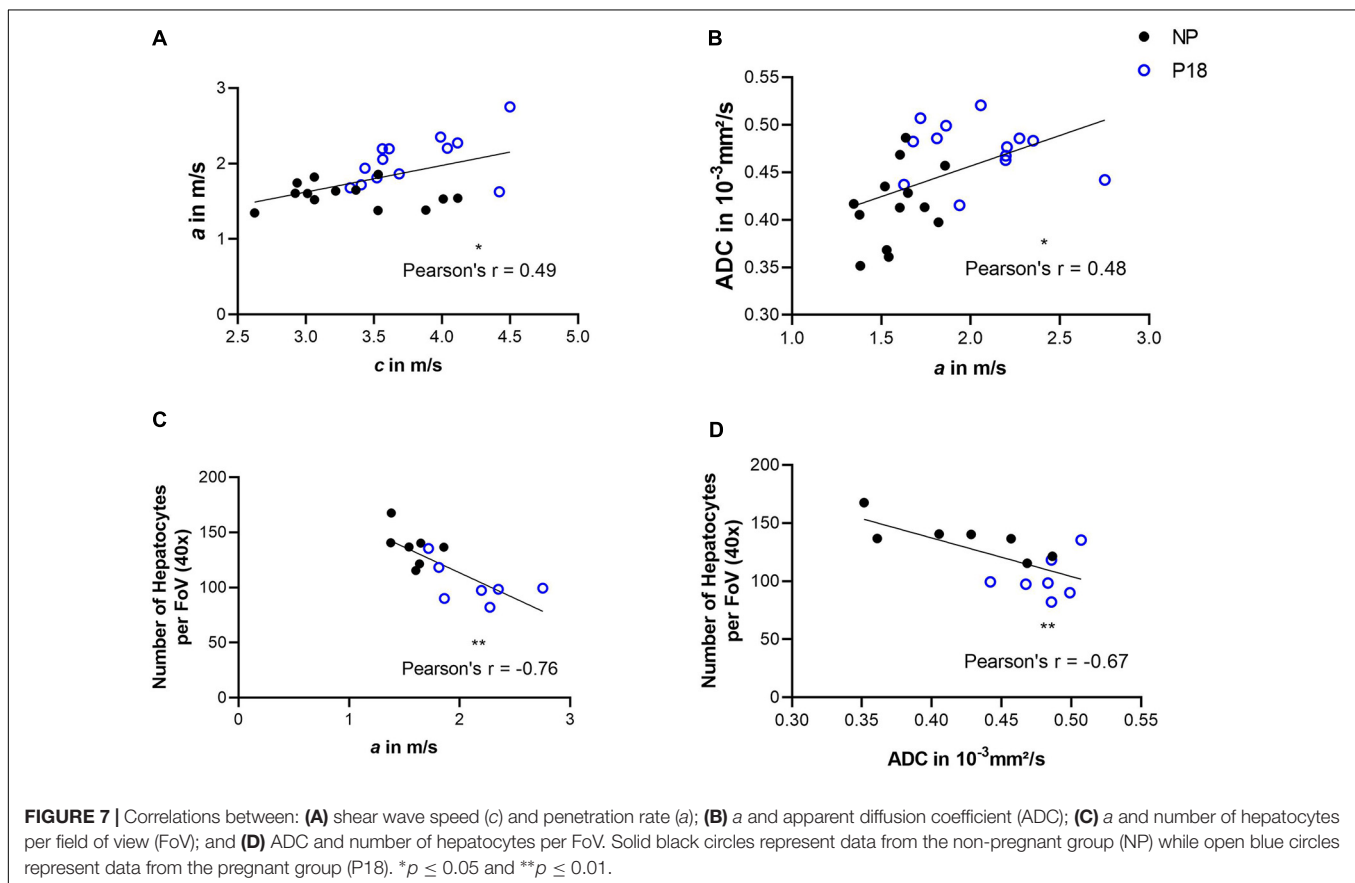 A
3
2
1
0
a in m/s
2.5 3.0 3.5 4.0 4.5 5.0
c in m/s
*
Pearson's r = 0.49
B
NP
P18
0.55
0.50
0.45
0.40
0.35
0.30
ADC in 10⁻³mm²/s
1.0 1.5 2.0 2.5 3.0
a in m/s
*
Pearson's r = 0.48
C
200
150
100
50
0
Number of Hepatocytes
per FoV (40x)
0 1 2 3
a in m/s
**
Pearson's r = -0.76
D
200
150
100
50
0
Number of Hepatocytes
per FoV (40x)
0.30 0.35 0.40 0.45 0.50 0.55
ADC in 10⁻³mm²/s
**
Pearson's r = -0.67
FIGURE 7 | Correlations between: (A) shear wave speed (c) and penetration rate (a); (B) a and apparent diffusion coefficient (ADC); (C) a and number of hepatocytes
per field of view (FoV); and (D) ADC and number of hepatocytes per FoV. Solid black circles represent data from the non-pregnant group (NP) while open blue circles
represent data from the pregnant group (P18). *p ≤ 0.05 and **p ≤ 0.01.